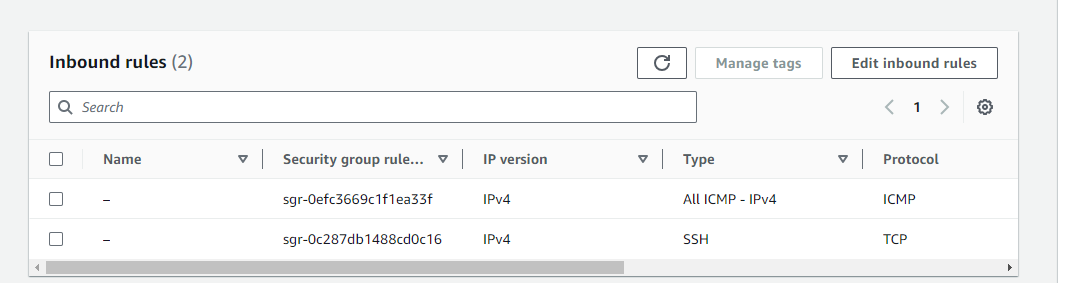 Inbound rules (2)
Manage tags
Edit inbound rules
Search
1
Name Security group rule... IP version Type Protocol
– sgr-0efc3669c1f1ea33f IPv4 All ICMP - IPv4 ICMP
– sgr-0c287db1488cd0c16 IPv4 SSH TCP